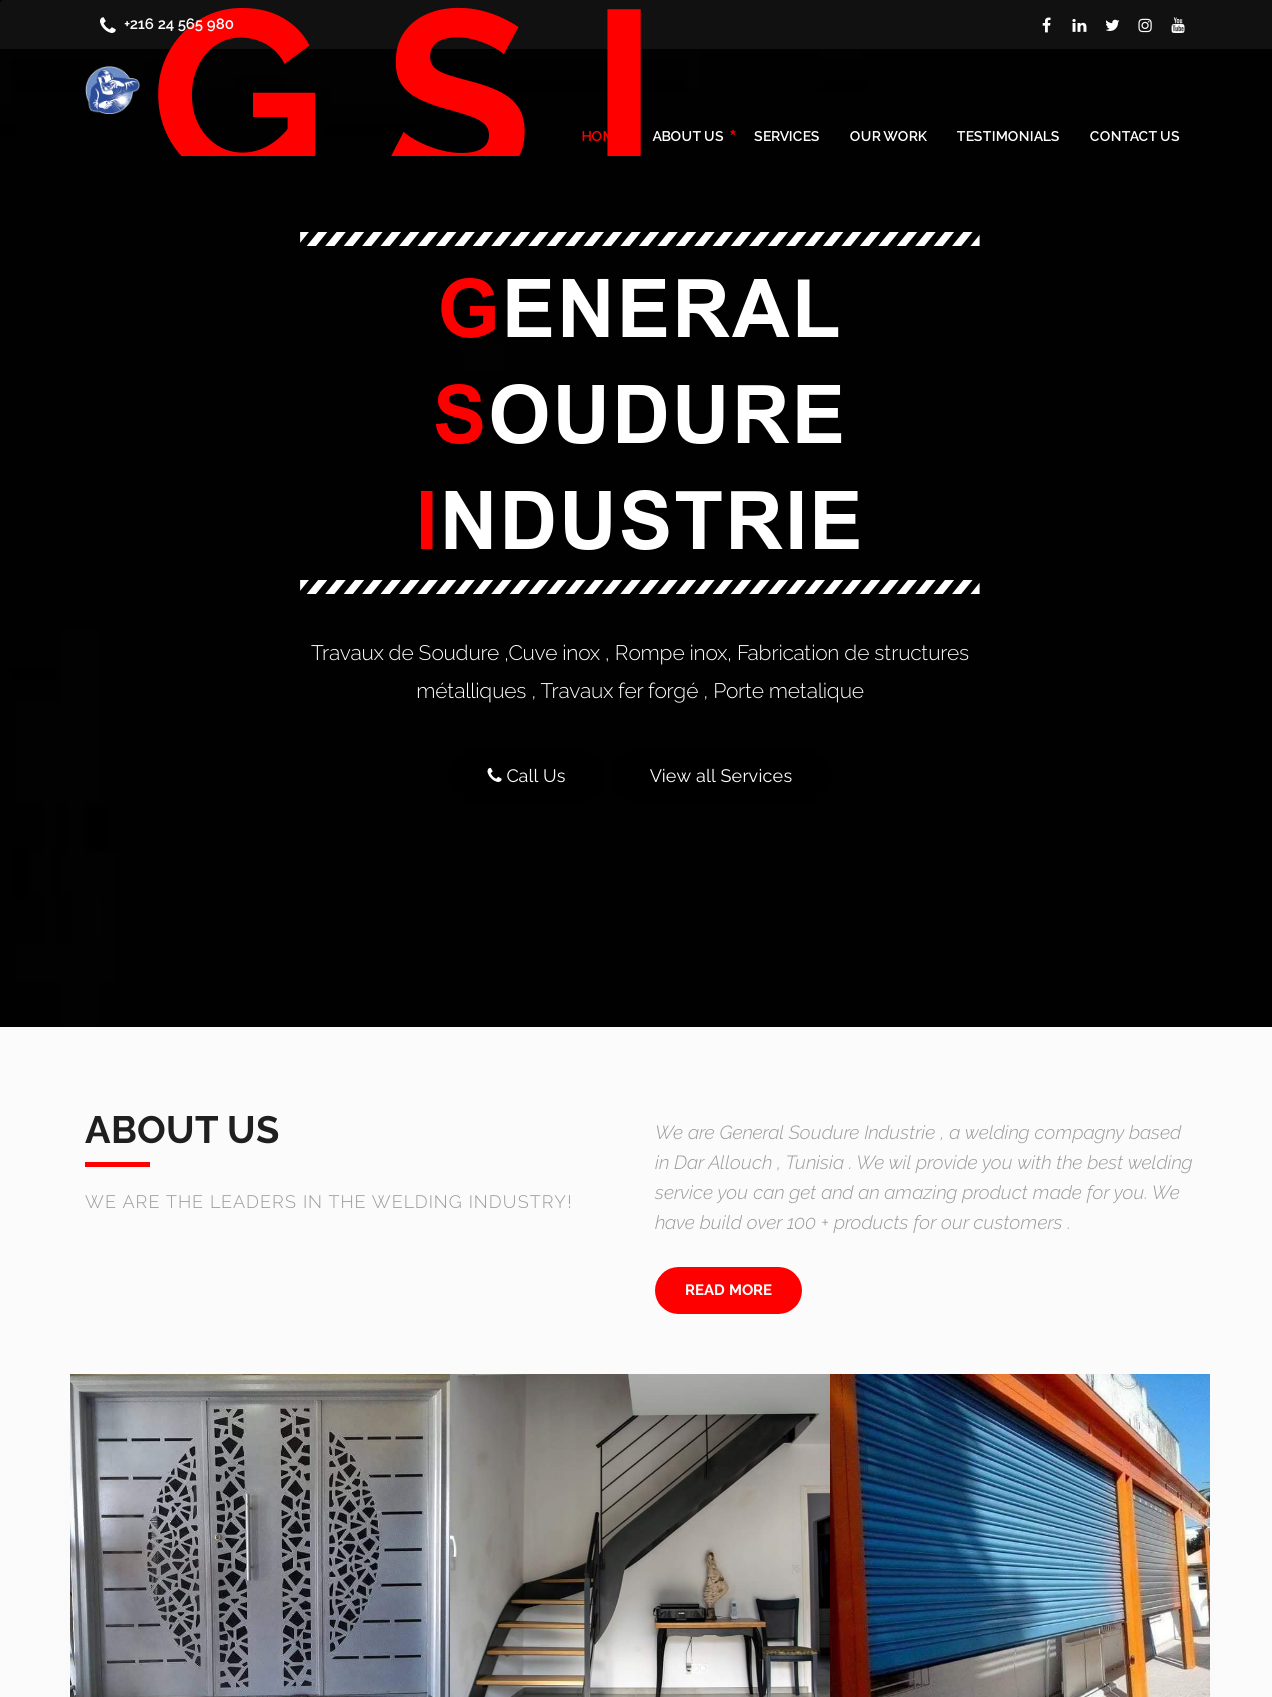 +216 24 565 980
GSI
HOME
ABOUT US *
SERVICES
OUR WORK
TESTIMONIALS
CONTACT US
GENERAL
SOUDURE
INDUSTRIE
Travaux de Soudure ,Cuve inox , Rompe inox, Fabrication de structures
métalliques , Travaux fer forgé , Porte metalique
Call Us
View all Services
ABOUT US
WE ARE THE LEADERS IN THE WELDING INDUSTRY!
We are General Soudure Industrie , a welding compagny based
in Dar Allouch , Tunisia . We wil provide you with the best welding
service you can get and an amazing product made for you. We
have build over 100 + products for our customers .
READ MORE